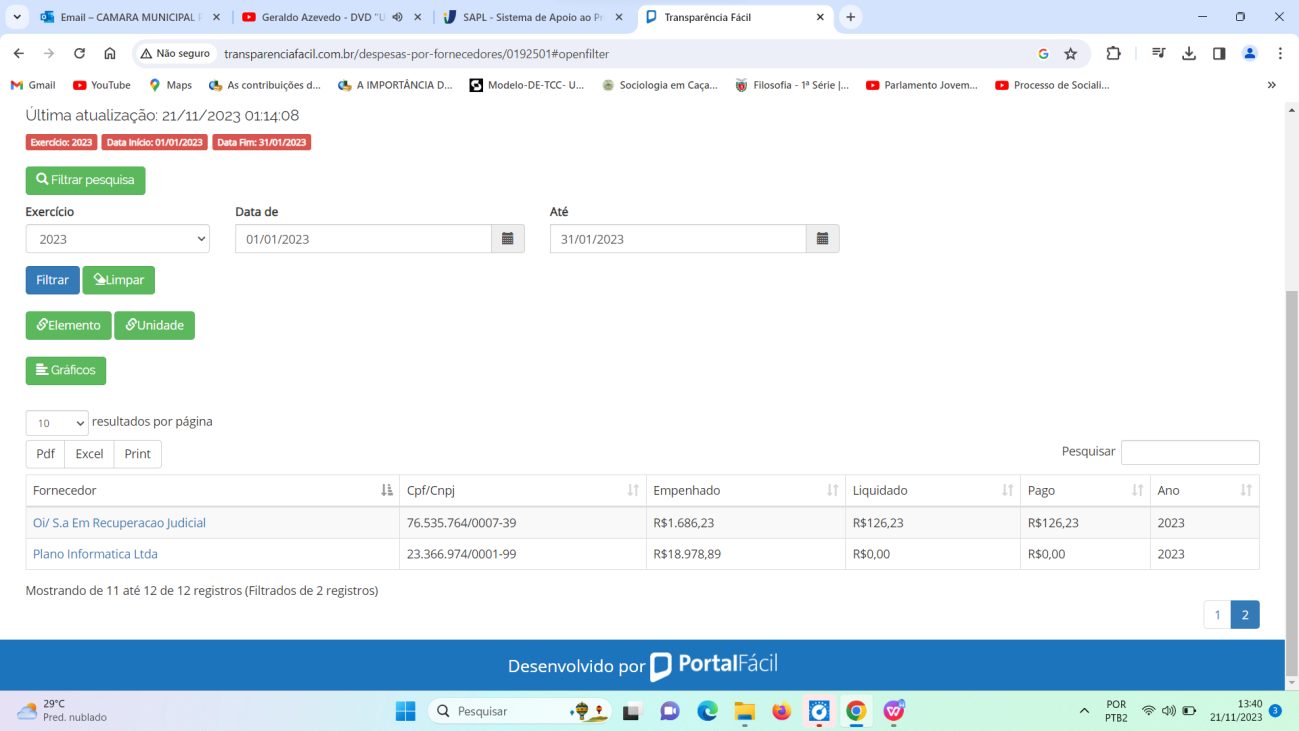 Email – CAMARA MUNICIPAL F
Geraldo Azevedo - DVD "U
SAPL - Sistema de Apoio ao Pr
Transparência Fácil
Não seguro
transparenciafacil.com.br/despesas-por-fornecedores/0192501#openfilter
Gmail
YouTube
Maps
As contribuições d...
A IMPORTÂNCIA D...
Modelo-DE-TCC- U...
Sociologia em Caça...
Filosofia - 1ª Série |...
Parlamento Jovem...
Processo de Sociali...
Última atualização: 21/11/2023 01:14:08
Exercício: 2023 Data Início: 01/01/2023 Data Fim: 31/01/2023
Filtrar pesquisa
Exercício Data de Até
2023 01/01/2023 31/01/2023
Filtrar Limpar
Elemento Unidade
Gráficos
10 resultados por página
Pdf Excel Print Pesquisar
Fornecedor Cpf/Cnpj Empenhado Liquidado Pago Ano
Oi/ S.a Em Recuperacao Judicial 76.535.764/0007-39 R$1.686,23 R$126,23 R$126,23 2023
Plano Informatica Ltda 23.366.974/0001-99 R$18.978,89 R$0,00 R$0,00 2023
Mostrando de 11 até 12 de 12 registros (Filtrados de 2 registros)
1 2
Desenvolvido por PortalFácil
29°C
Pred. nublado
Pesquisar
POR
PTB2
13:40
21/11/2023
3